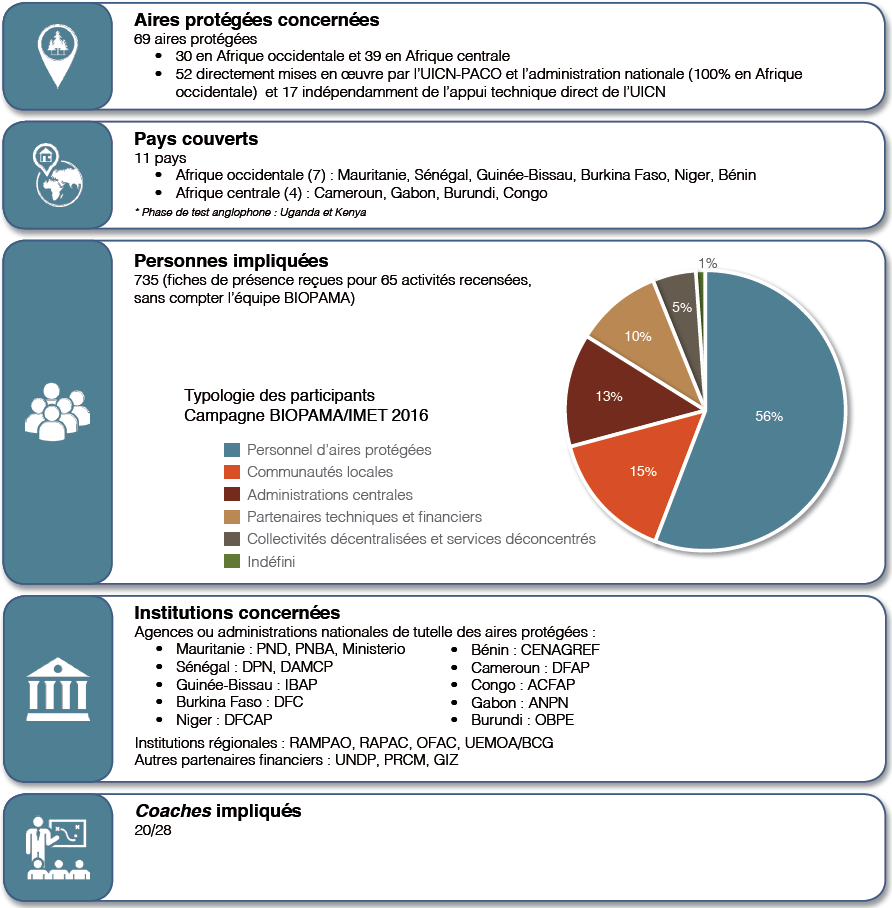 Aires protégées concernées
69 aires protégées
• 30 en Afrique occidentale et 39 en Afrique centrale
• 52 directement mises en œuvre par l'UICN-PACO et l'administration nationale (100% en Afrique
occidentale) et 17 indépendamment de l'appui technique direct de l'UICN
Pays couverts
11 pays
• Afrique occidentale (7) : Mauritanie, Sénégal, Guinée-Bissau, Burkina Faso, Niger, Bénin
• Afrique centrale (4) : Cameroun, Gabon, Burundi, Congo
* Phase de test anglophone : Uganda et Kenya
Personnes impliquées
735 (fiches de présence reçues pour 65 activités recensées,
sans compter l'équipe BIOPAMA)
Typologie des participants
Campagne BIOPAMA/IMET 2016
Personnel d'aires protégées
Communautés locales
Administrations centrales
Partenaires techniques et financiers
Collectivités décentralisées et services déconcentrés
Indéfini
1%
5%
10%
13%
56%
15%
Institutions concernées
Agences ou administrations nationales de tutelle des aires protégées :
• Mauritanie : PND, PNBA, Ministerio
• Sénégal : DPN, DAMCP
• Guinée-Bissau : IBAP
• Burkina Faso : DFC
• Niger : DFCAP
• Bénin : CENAGREF
• Cameroun : DFAP
• Congo : ACFAP
• Gabon : ANPN
• Burundi : OBPE
Institutions régionales : RAMPAO, RAPAC, OFAC, UEMOA/BCG
Autres partenaires financiers : UNDP, PRCM, GIZ
Coaches impliqués
20/28